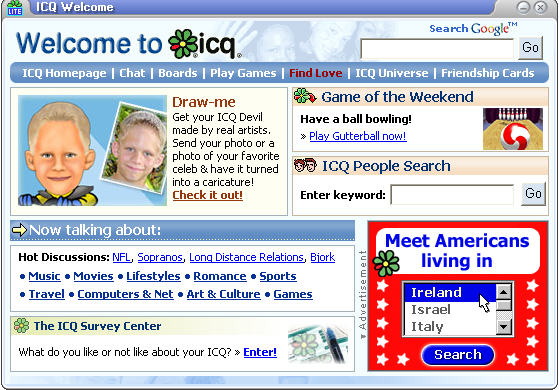 LITE ICQ Welcome
Search Google™
Welcome to icq®
Go
ICQ Homepage | Chat | Boards | Play Games | Find Love | ICQ Universe | Friendship Cards
Draw-me
Get your ICQ Devil
made by real artists.
Send your photo or a
photo of your favorite
celeb & have it turned
into a caricature!
Check it out!
Game of the Weekend
Have a ball bowling!
» Play Gutterball now!
ICQ People Search
Enter keyword:
Go
Now talking about:
Hot Discussions: NFL, Sopranos, Long Distance Relations, Bjork
• Music • Movies • Lifestyles • Romance • Sports
• Travel • Computers & Net • Art & Culture • Games
The ICQ Survey Center
What do you like or not like about your ICQ? » Enter!
Advertisement
Meet Americans
living in
Ireland
Israel
Italy
Search